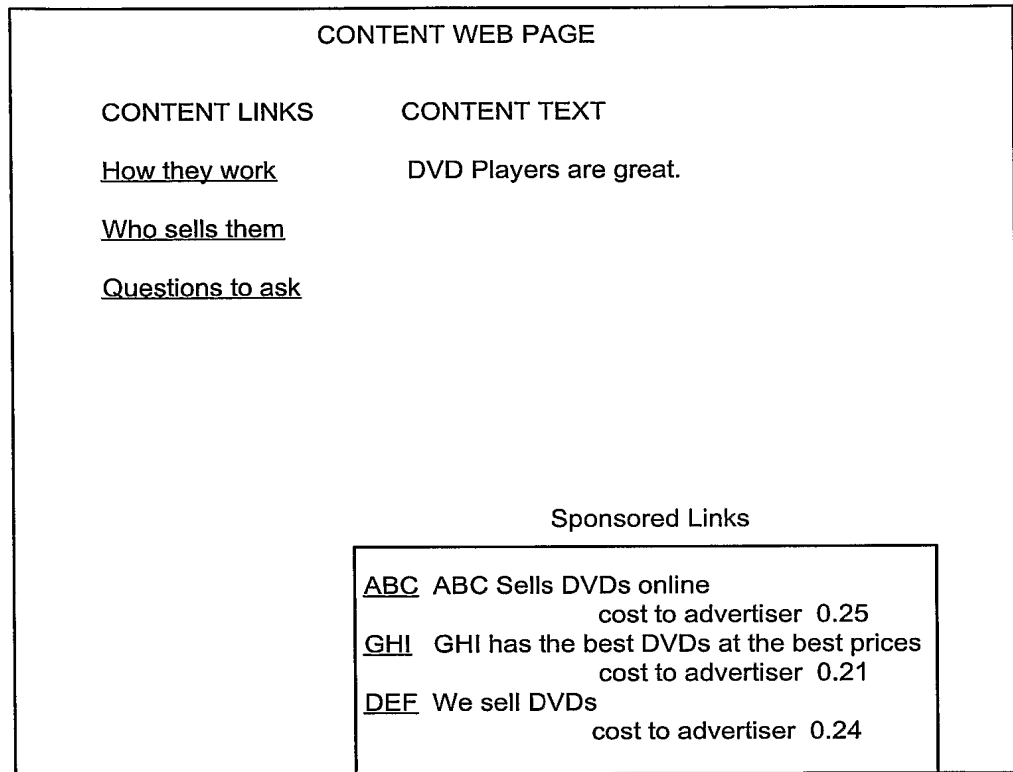 CONTENT WEB PAGE
CONTENT LINKS
How they work
Who sells them
Questions to ask
CONTENT TEXT
DVD Players are great.
Sponsored Links
ABC ABC Sells DVDs online
cost to advertiser 0.25
GHI GHI has the best DVDs at the best prices
cost to advertiser 0.21
DEF We sell DVDs
cost to advertiser 0.24